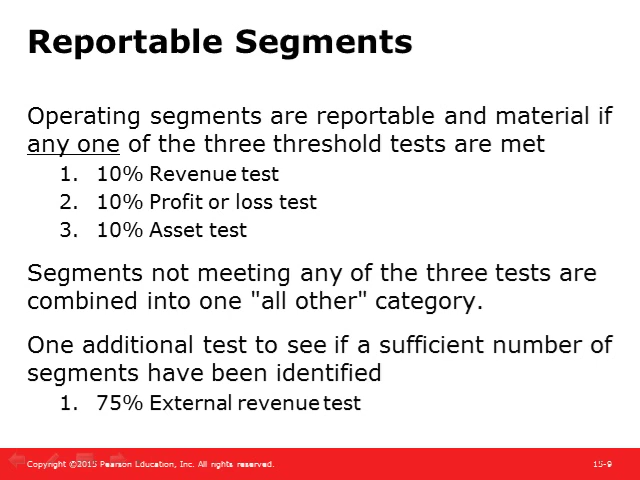 Reportable Segments
Operating segments are reportable and material if
any one of the three threshold tests are met
1. 10% Revenue test
2. 10% Profit or loss test
3. 10% Asset test
Segments not meeting any of the three tests are
combined into one "all other" category.
One additional test to see if a sufficient number of
segments have been identified
1. 75% External revenue test
Copyright ©2015 Pearson Education, Inc. All rights reserved. 15-9